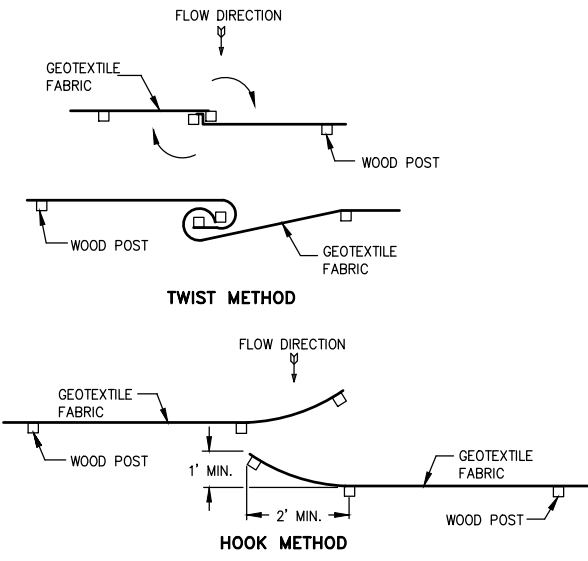 FLOW DIRECTION
GEOTEXTILE
FABRIC
WOOD POST
WOOD POST
GEOTEXTILE
FABRIC
TWIST METHOD
FLOW DIRECTION
GEOTEXTILE
FABRIC
WOOD POST
1' MIN.
GEOTEXTILE
FABRIC
2' MIN.
WOOD POST
HOOK METHOD